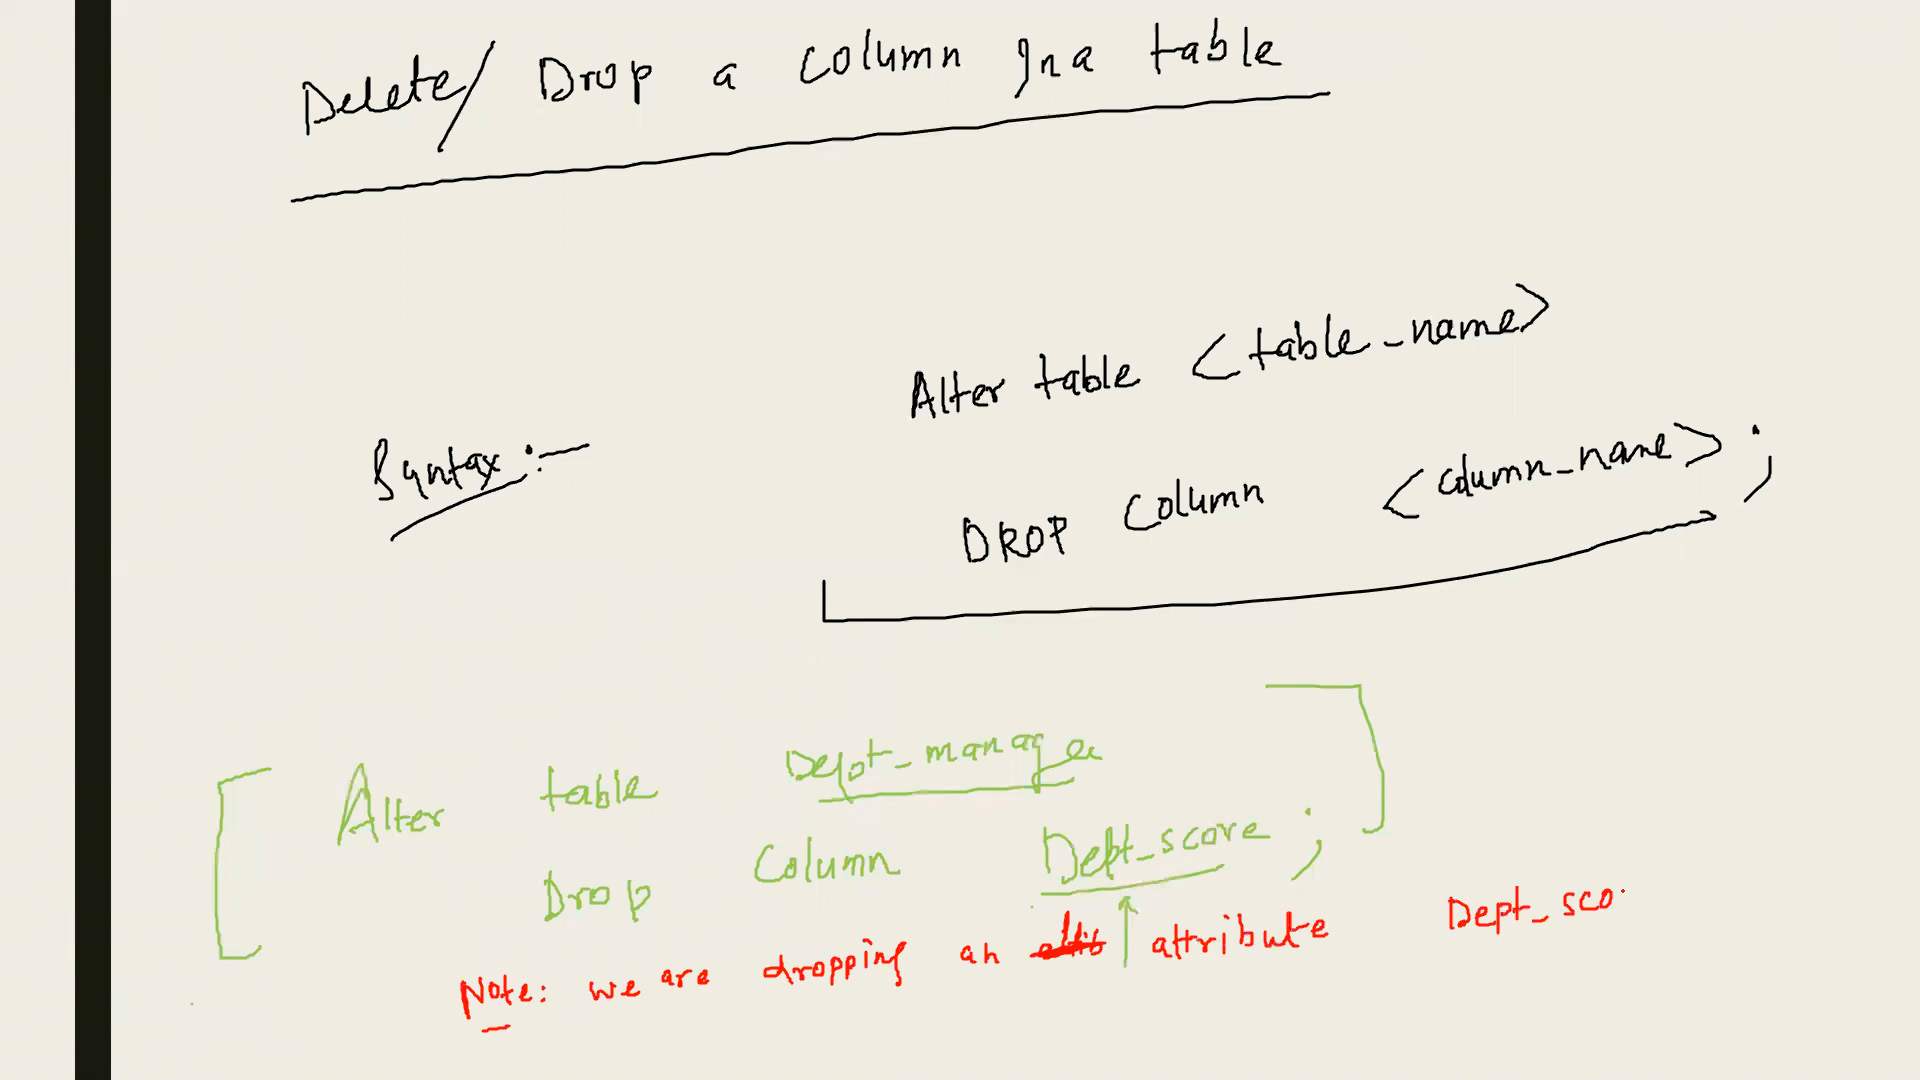 Delete/ Drop a column In a table
Alter table <table_name>
Syntax :-
DROP column <column_name> ;
Alter table Dept_manager
Drop column Dept_score ;
Note: we are dropping an attribute Dept_sco